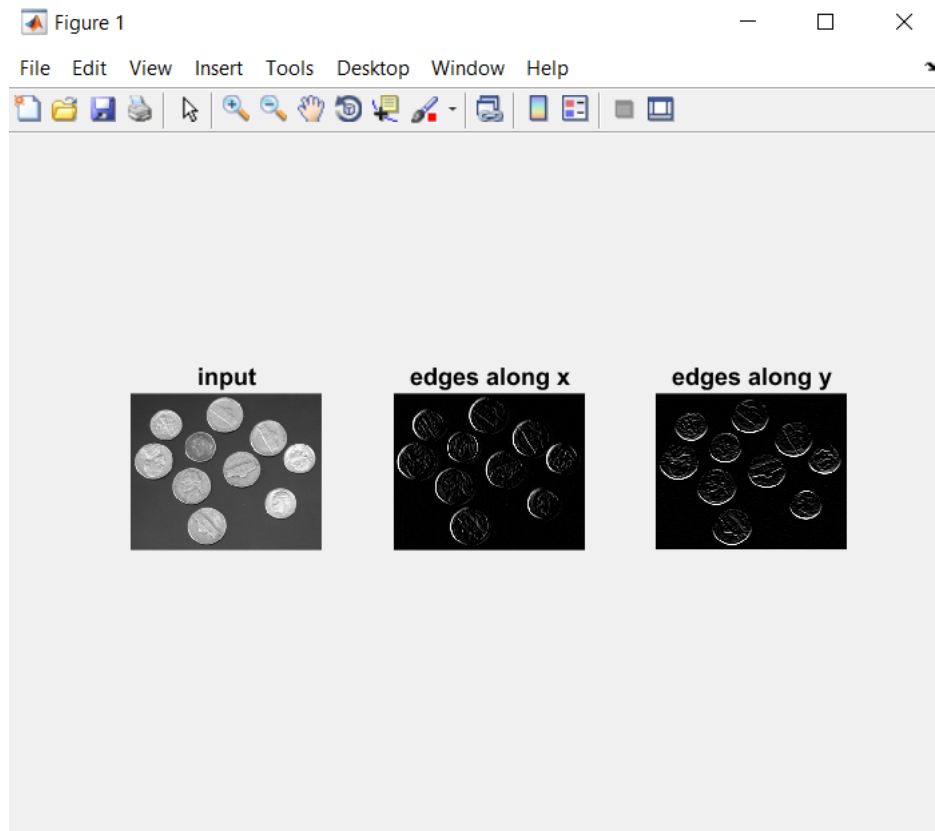 Figure 1
File Edit View Insert Tools Desktop Window Help
input edges along x edges along y